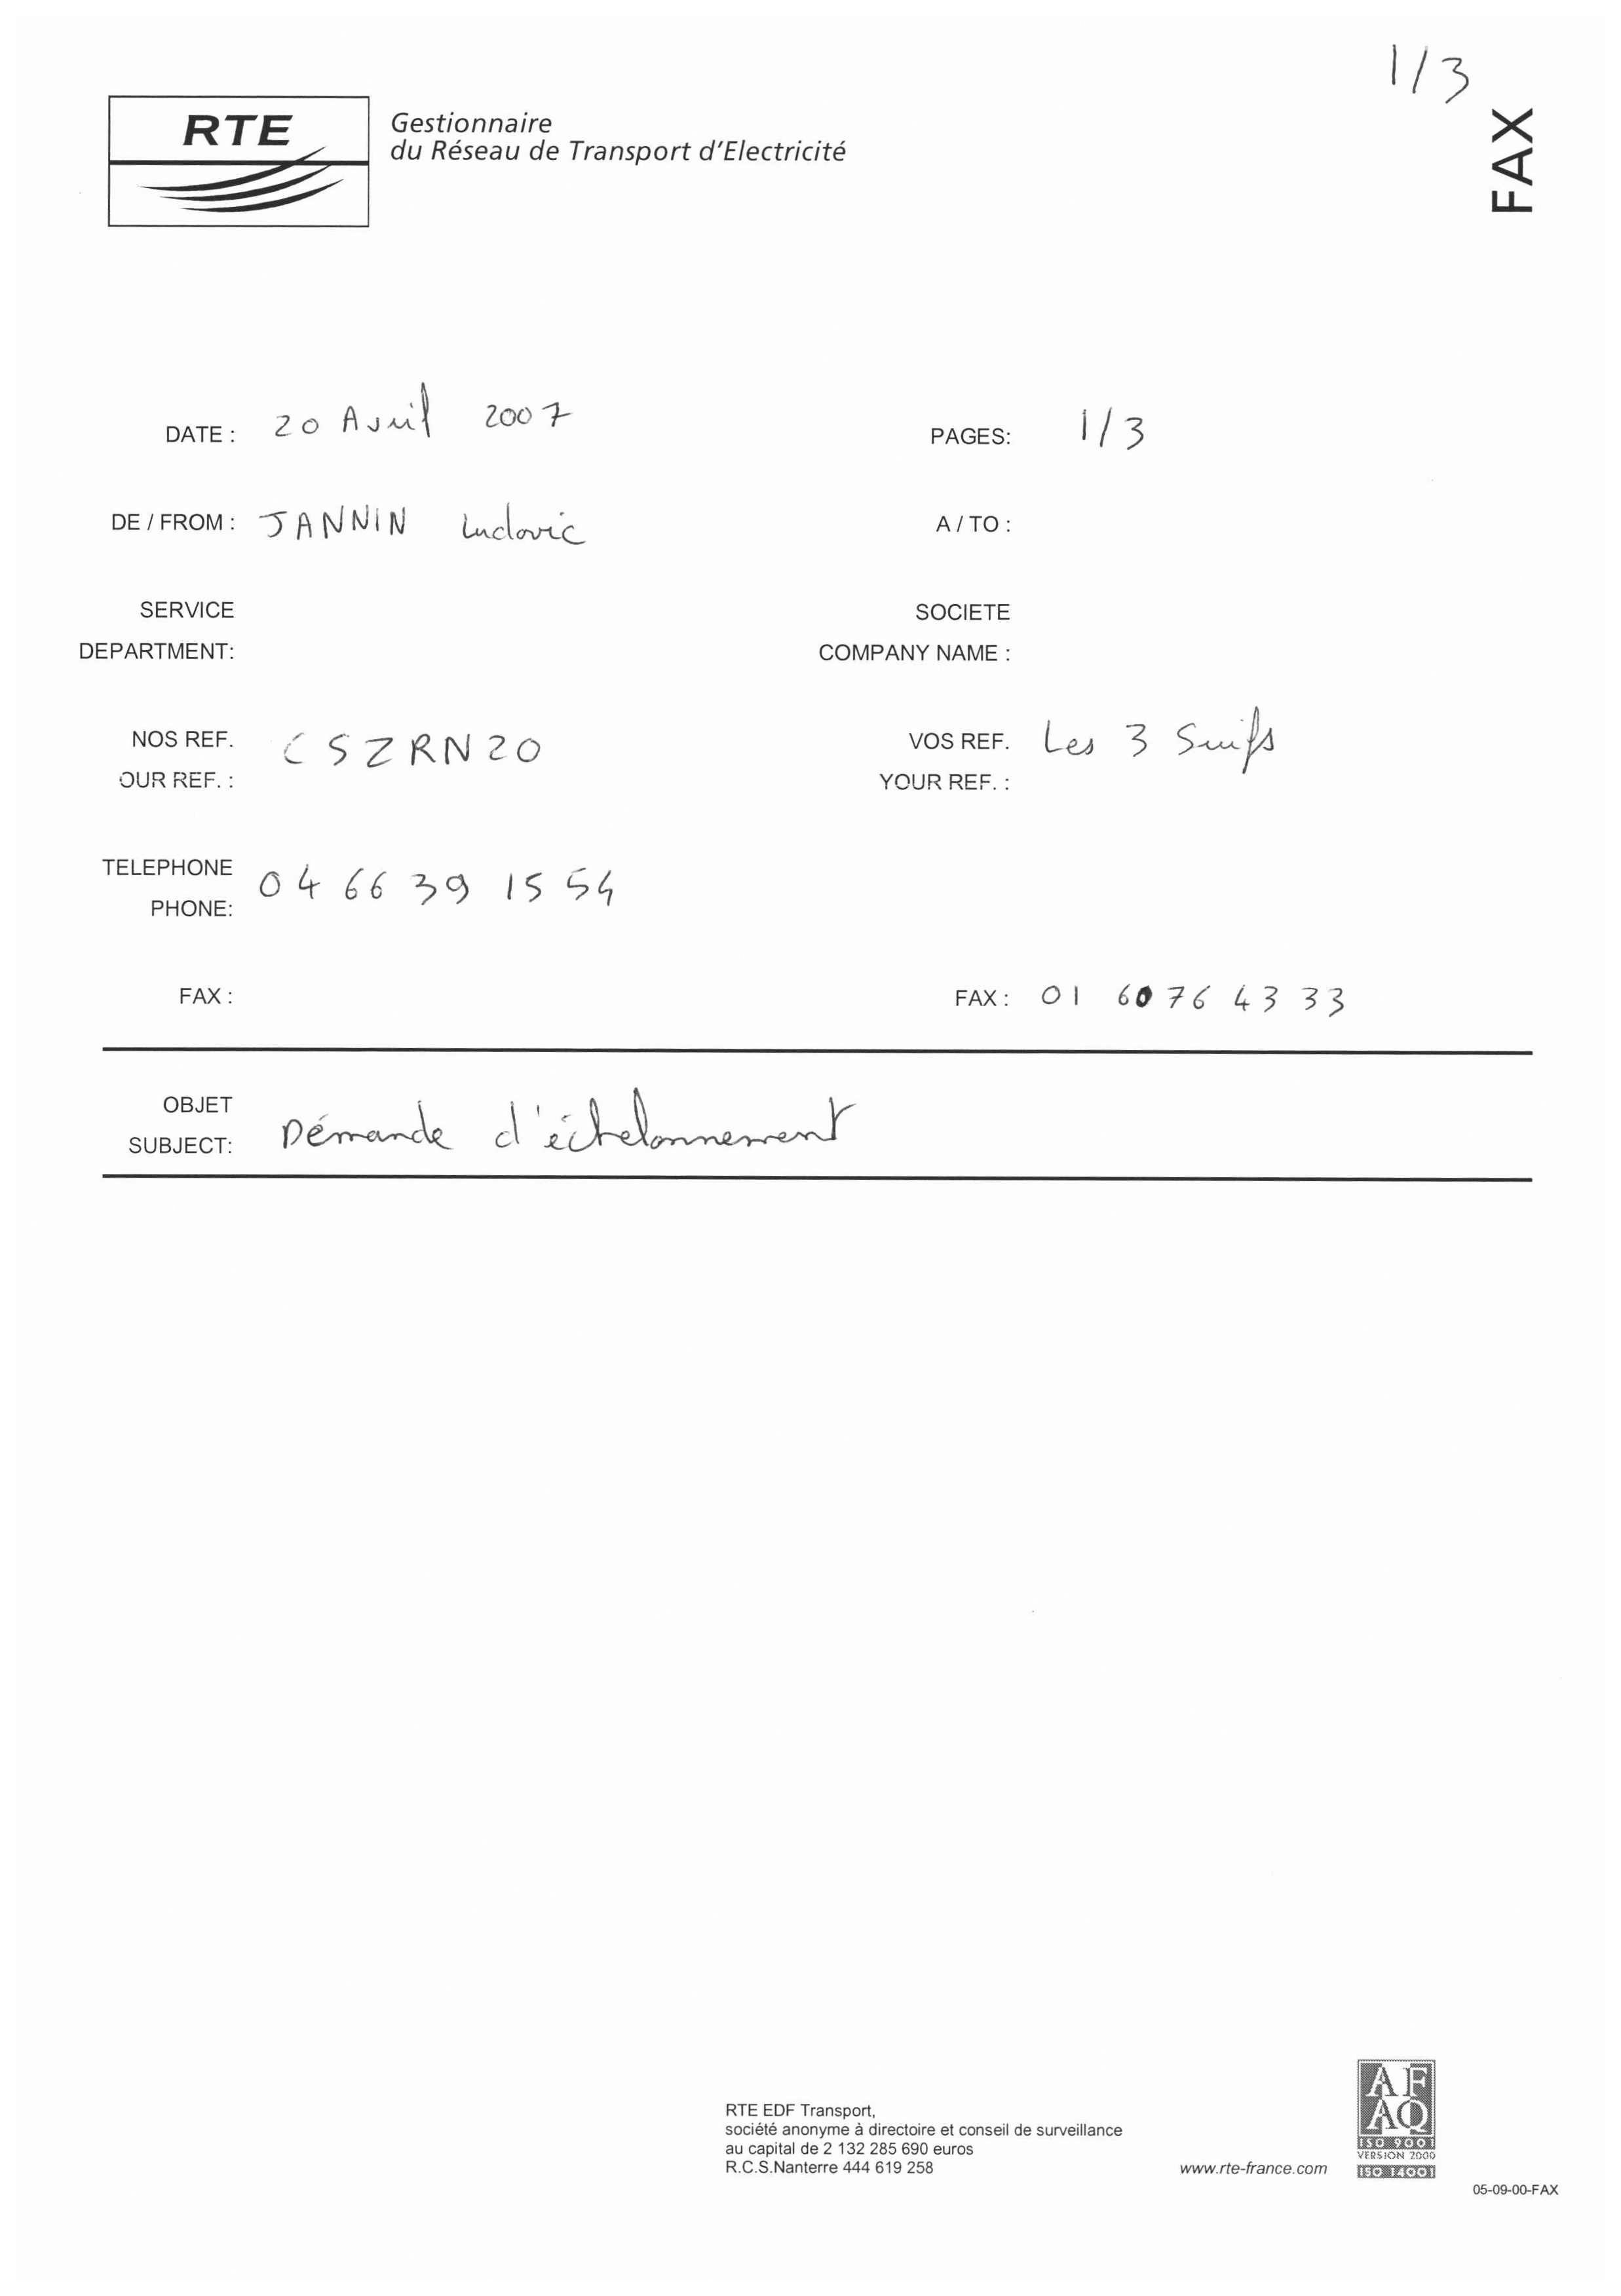 1/3
FAX
RTE
Gestionnaire
du Réseau de Transport d'Electricité
DATE : 20 Avril 2007
PAGES: 1/3
DE / FROM : JANNIN Ludovic
A / TO :
SERVICE
DEPARTMENT:
SOCIETE
COMPANY NAME :
NOS REF.
OUR REF. : CSZRN20
VOS REF. Les 3 Suifs
YOUR REF. :
TELEPHONE
PHONE: 04 66 39 15 54
FAX :
FAX : 01 60 76 43 33
OBJET
SUBJECT: Démande d'échelonnement
RTE EDF Transport,
société anonyme à directoire et conseil de surveillance
au capital de 2 132 285 690 euros
R.C.S.Nanterre 444 619 258
www.rte-france.com
AF
AQ
ISO 9001
VERSION 2000
ISO 14001
05-09-00-FAX